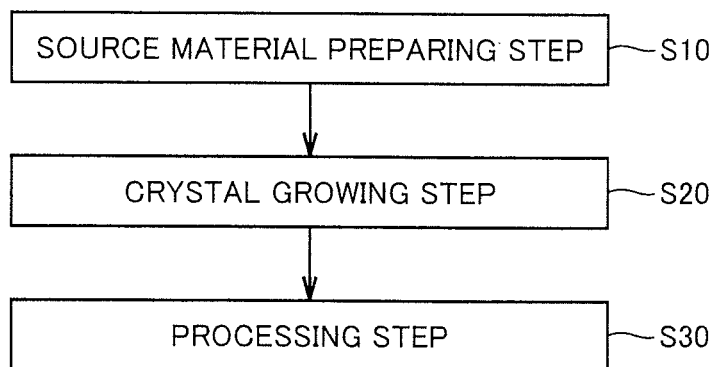 SOURCE MATERIAL PREPARING STEP S10
CRYSTAL GROWING STEP S20
PROCESSING STEP S30